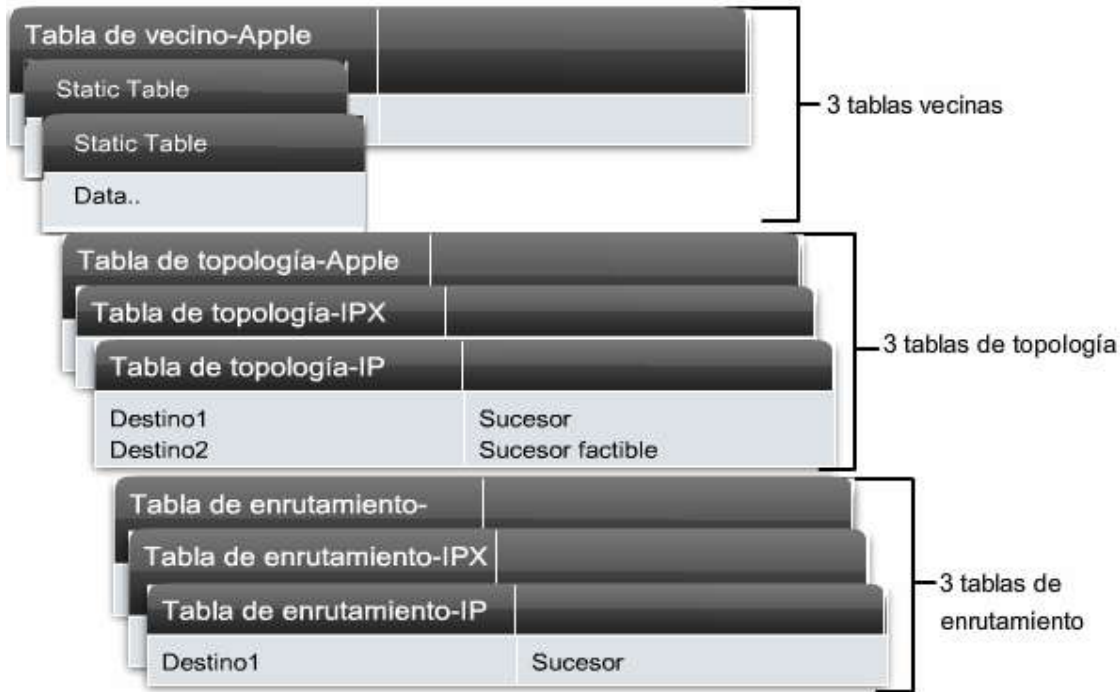 Tabla de vecino-Apple
Static Table
Static Table
Data..
3 tablas vecinas
Tabla de topología-Apple
Tabla de topología-IPX
Tabla de topología-IP
Destino1 Sucesor
Destino2 Sucesor factible
3 tablas de topología
Tabla de enrutamiento-
Tabla de enrutamiento-IPX
Tabla de enrutamiento-IP
Destino1 Sucesor
3 tablas de
enrutamiento